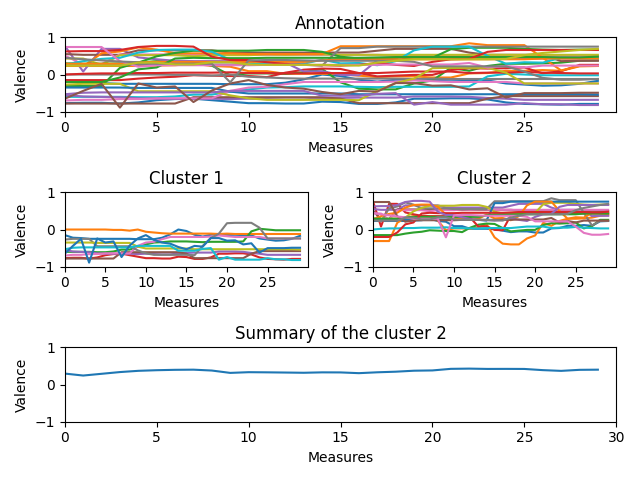 Annotation
1
0
−1
Valence
0 5 10 15 20 25
Measures
Cluster 1
1
0
−1
Valence
0 5 10 15 20 25
Measures
Cluster 2
1
0
−1
0 5 10 15 20 25
Measures
Summary of the cluster 2
1
0
−1
Valence
0 5 10 15 20 25 30
Measures